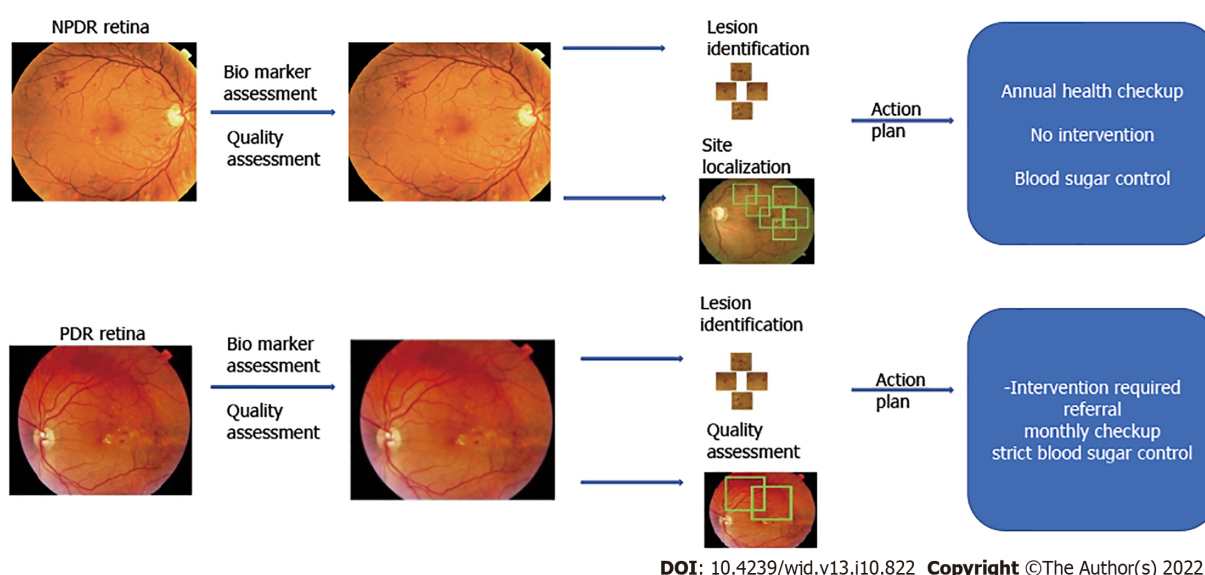 NPDR retina
Bio marker
assessment
Quality
assessment
Lesion
identification
Site
localization
Action
plan
Annual health checkup
No intervention
Blood sugar control
PDR retina
Bio marker
assessment
Quality
assessment
Lesion
identification
Quality
assessment
Action
plan
-Intervention required
referral
monthly checkup
strict blood sugar control
DOI: 10.4239/wjd.v13.i10.822 Copyright ©The Author(s) 2022